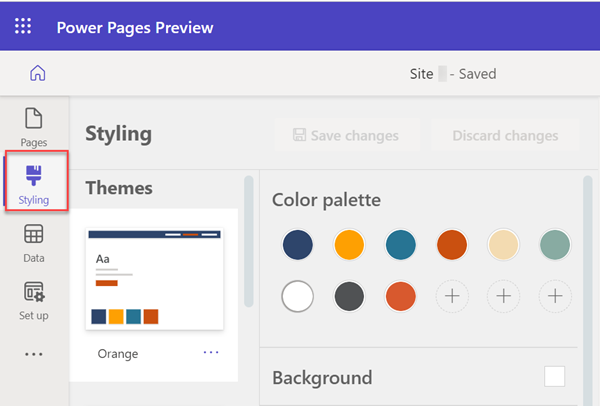 Power Pages Preview
Site - Saved
Pages
Styling
Data
Set up
Styling
Save changes
Discard changes
Themes
Aa
Orange
Color palette
Background